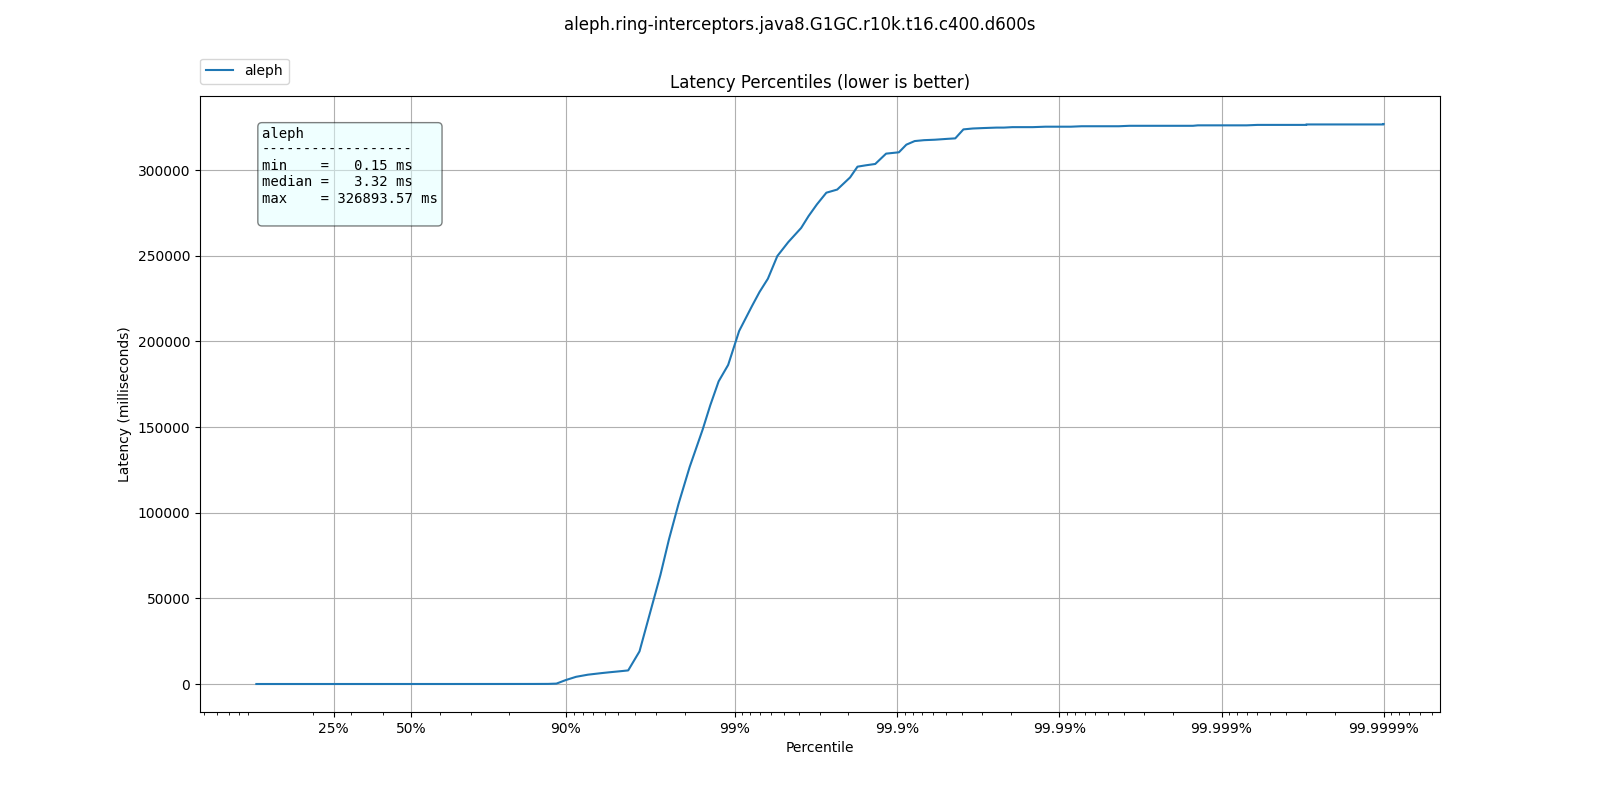 aleph.ring-interceptors.java8.G1GC.r10k.t16.c400.d600s
aleph
Latency Percentiles (lower is better)
aleph
------------------
min    =   0.15 ms
median =   3.32 ms
max    = 326893.57 ms
300000
250000
200000
150000
100000
50000
0
Latency (milliseconds)
25% 50% 90% 99% 99.9% 99.99% 99.999% 99.9999%
Percentile